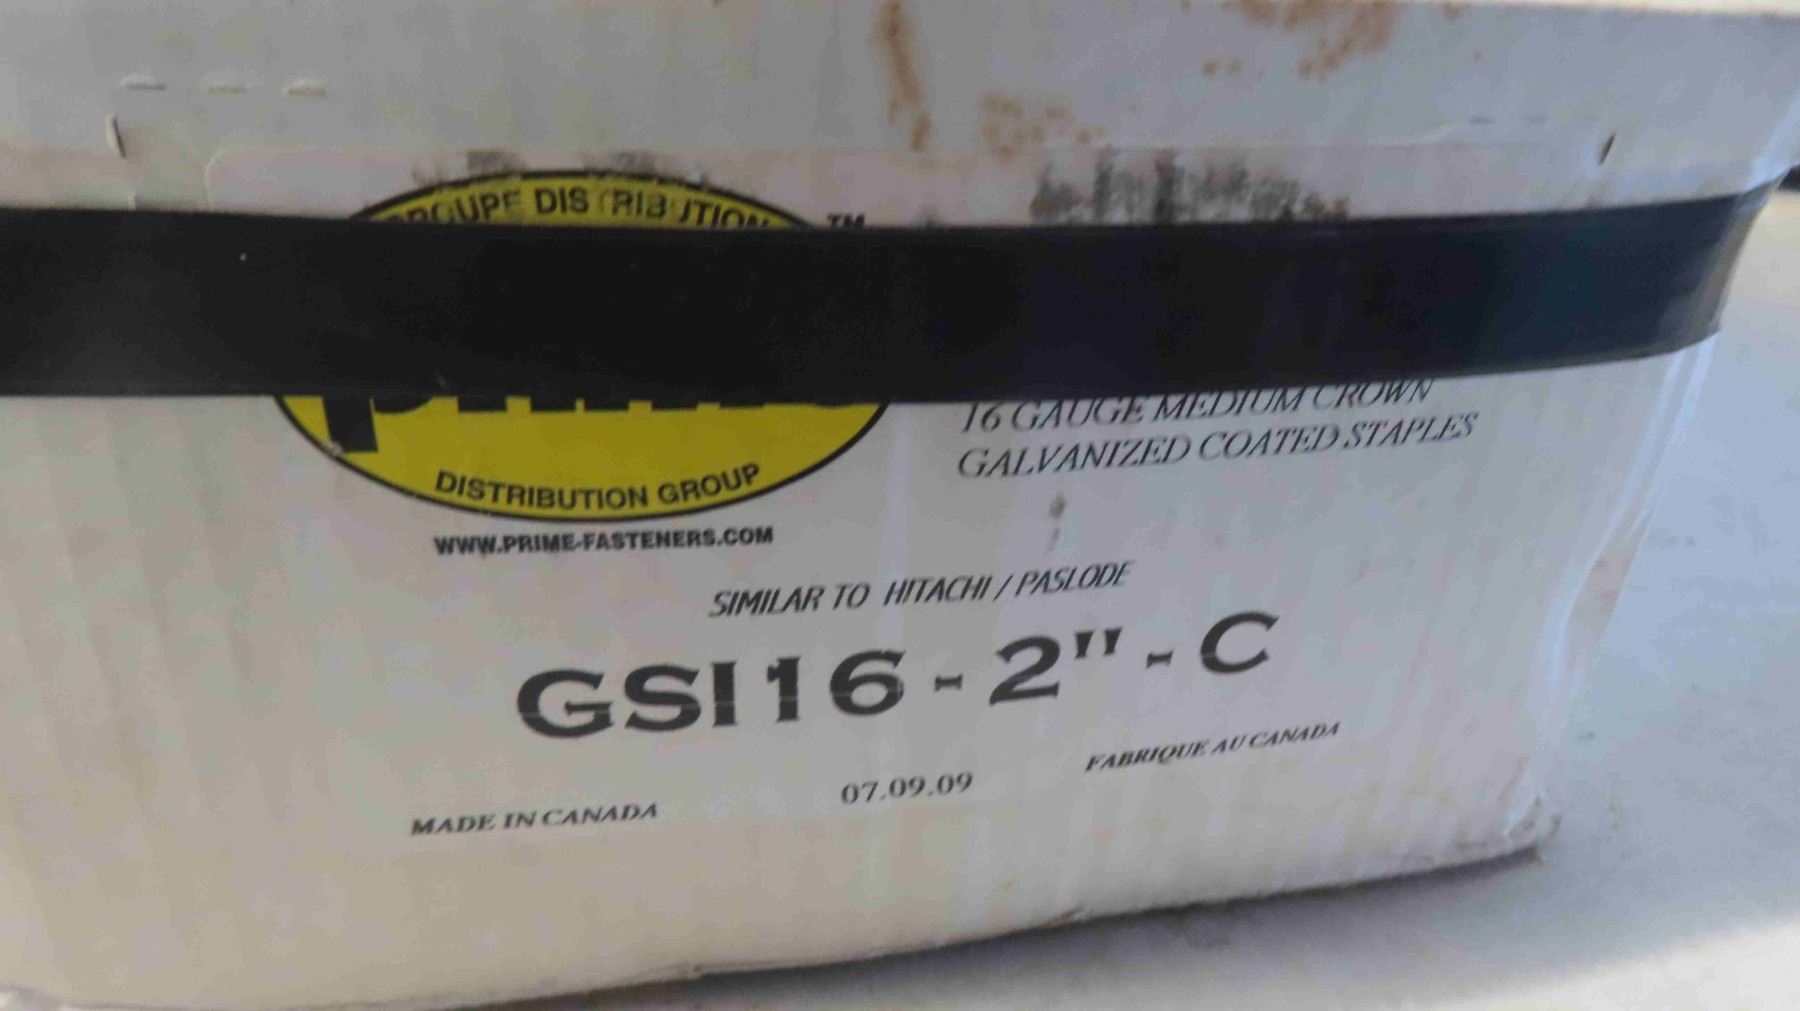 GROUPE DISTRIBUTION
TM
DISTRIBUTION GROUP
WWW.PRIME-FASTENERS.COM
16 GAUGE MEDIUM CROWN
GALVANIZED COATED STAPLES
SIMILAR TO HITACHI / PASLODE
GSI16 - 2" - C
MADE IN CANADA
07.09.09
FABRIQUE AU CANADA